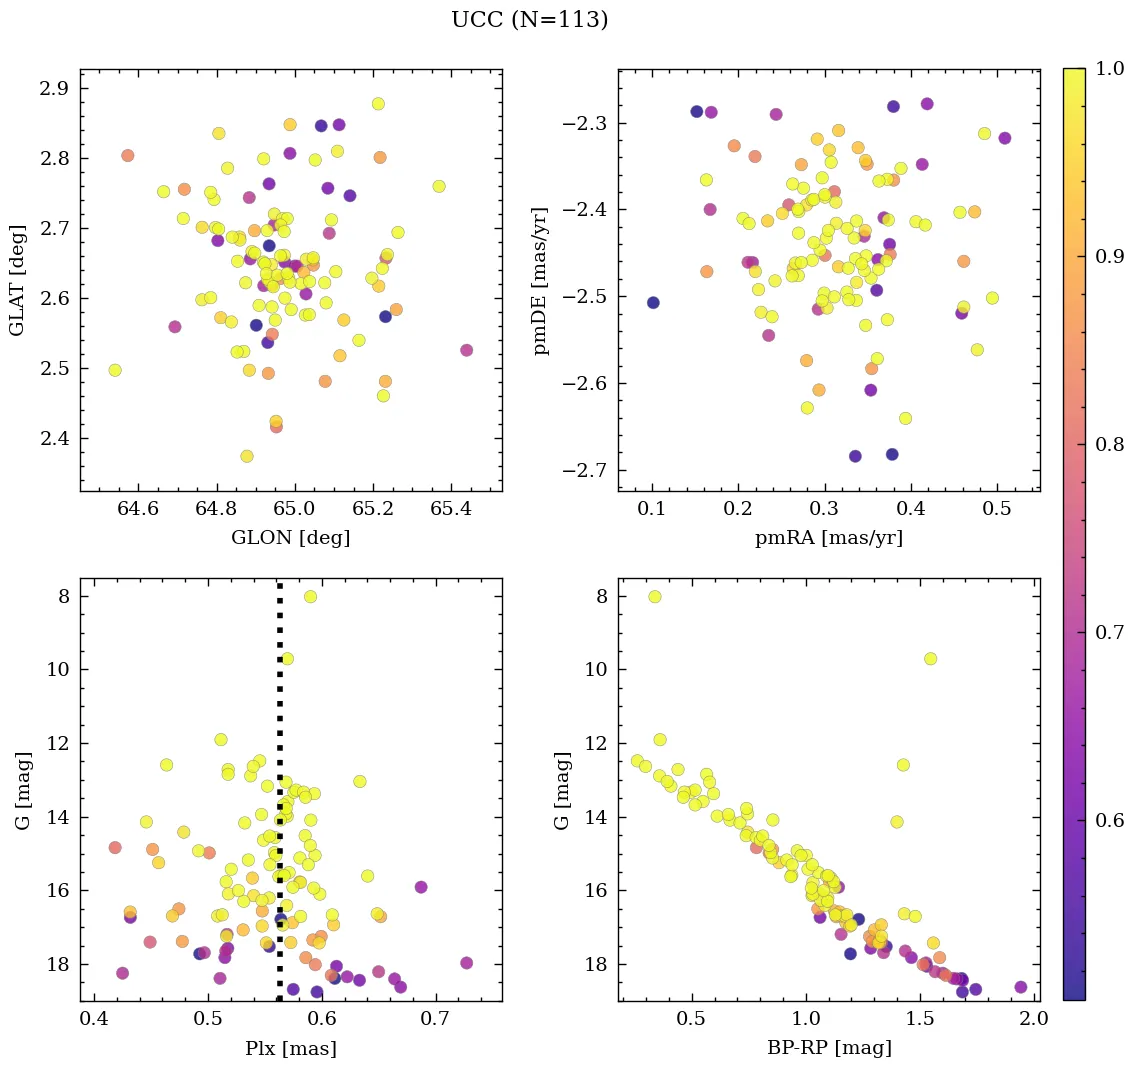 UCC (N=113)
2.9
2.8
2.7
2.6
2.5
2.4
GLAT [deg]
64.6 64.8 65.0 65.2 65.4
GLON [deg]
−2.3
−2.4
−2.5
−2.6
−2.7
pmDE [mas/yr]
0.1 0.2 0.3 0.4 0.5
pmRA [mas/yr]
8
10
12
14
16
18
G [mag]
0.4 0.5 0.6 0.7
Plx [mas]
8
10
12
14
16
18
G [mag]
0.5 1.0 1.5 2.0
BP-RP [mag]
1.0
0.9
0.8
0.7
0.6